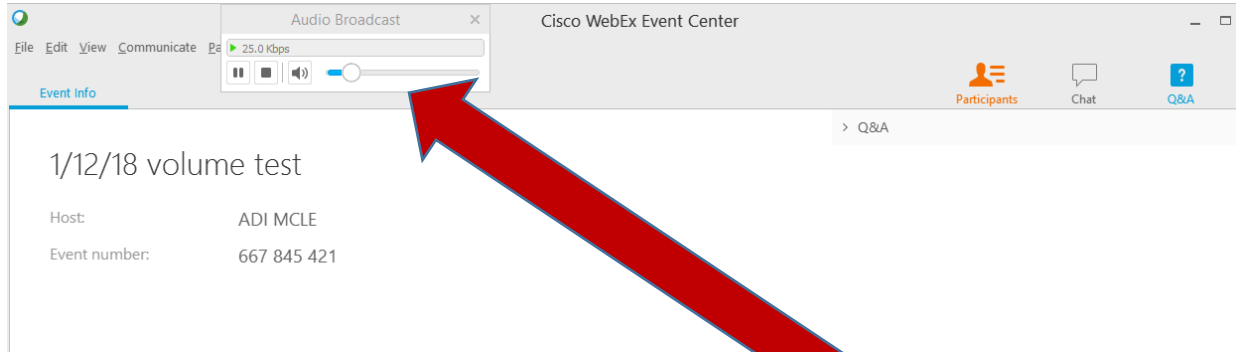 Audio Broadcast
Cisco WebEx Event Center
File Edit View Communicate Pa
25.0 Kbps
Event Info
Participants Chat Q&A
> Q&A
1/12/18 volume test
Host: ADI MCLE
Event number: 667 845 421